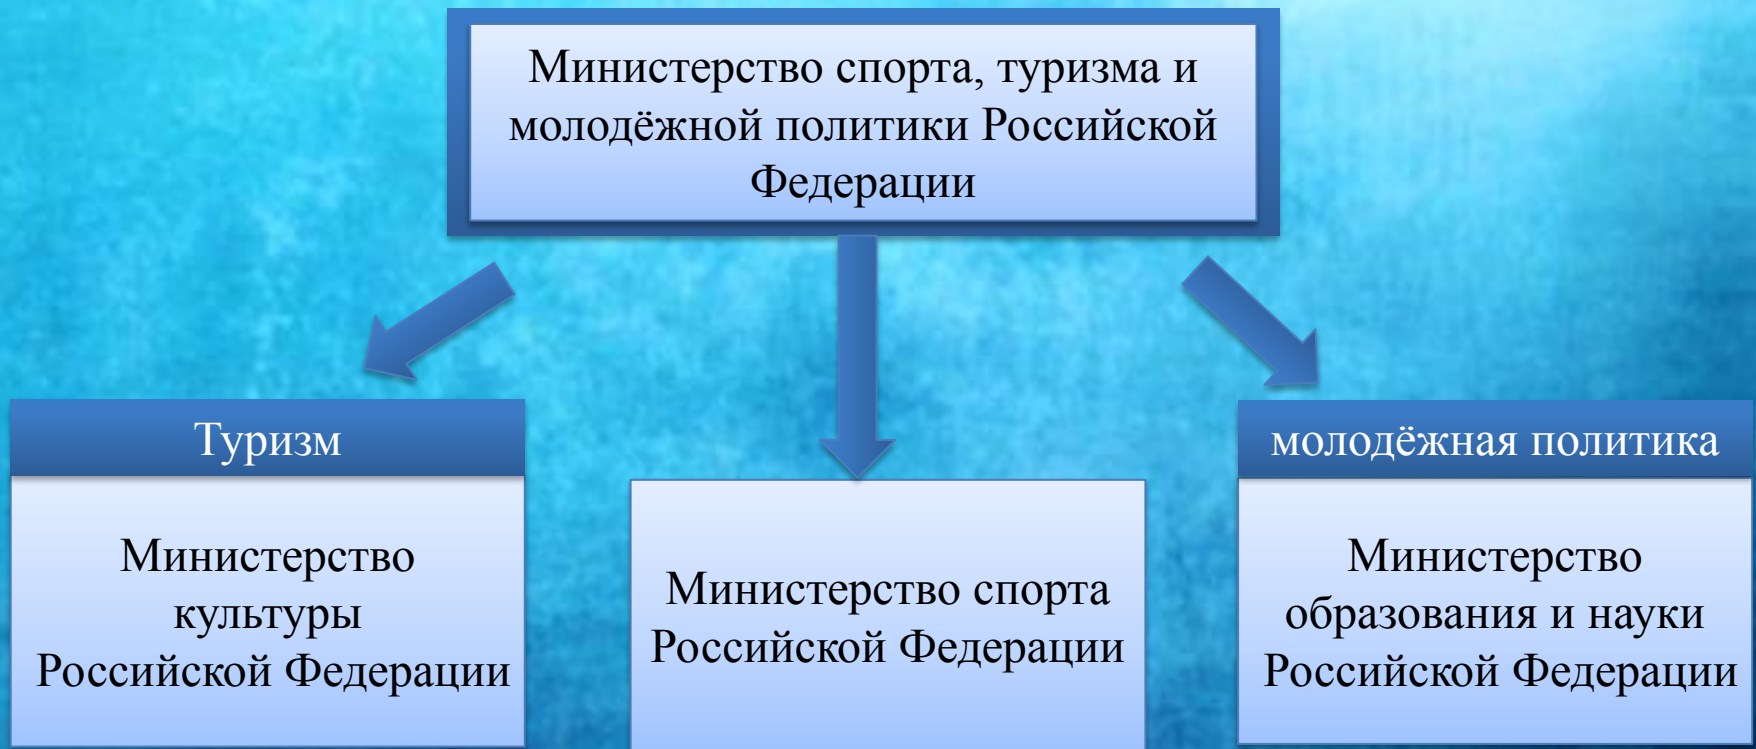 Министерство спорта, туризма и
молодёжной политики Российской
Федерации
Туризм
Министерство
культуры
Российской Федерации
Министерство спорта
Российской Федерации
молодёжная политика
Министерство
образования и науки
Российской Федерации